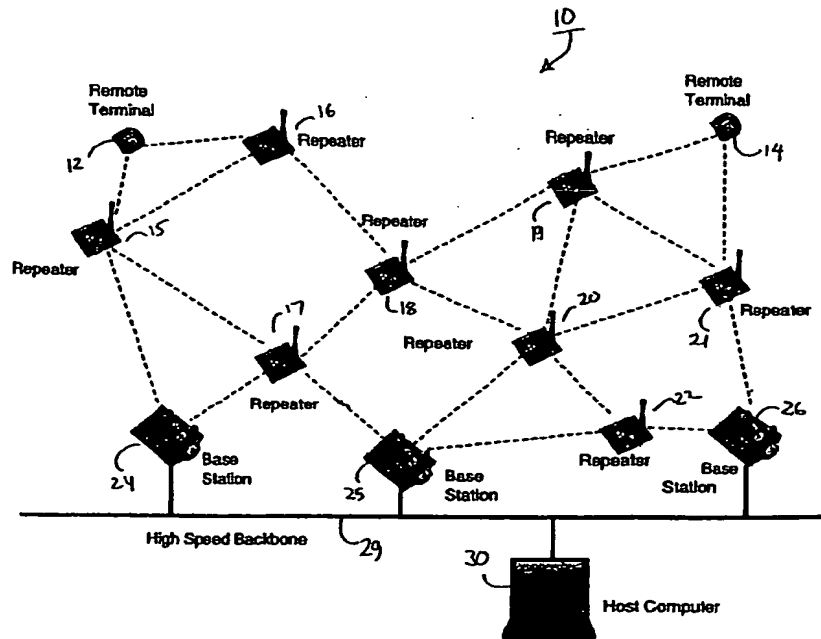 10
Remote
Terminal
16
Repeater
12
Remote
Terminal
14
Repeater
19
15
Repeater
Repeater
18
17
Repeater
20
Repeater
21
Repeater
22
Repeater
24
Base
Station
25
Base
Station
26
Base
Station
High Speed Backbone
29
30
Host Computer